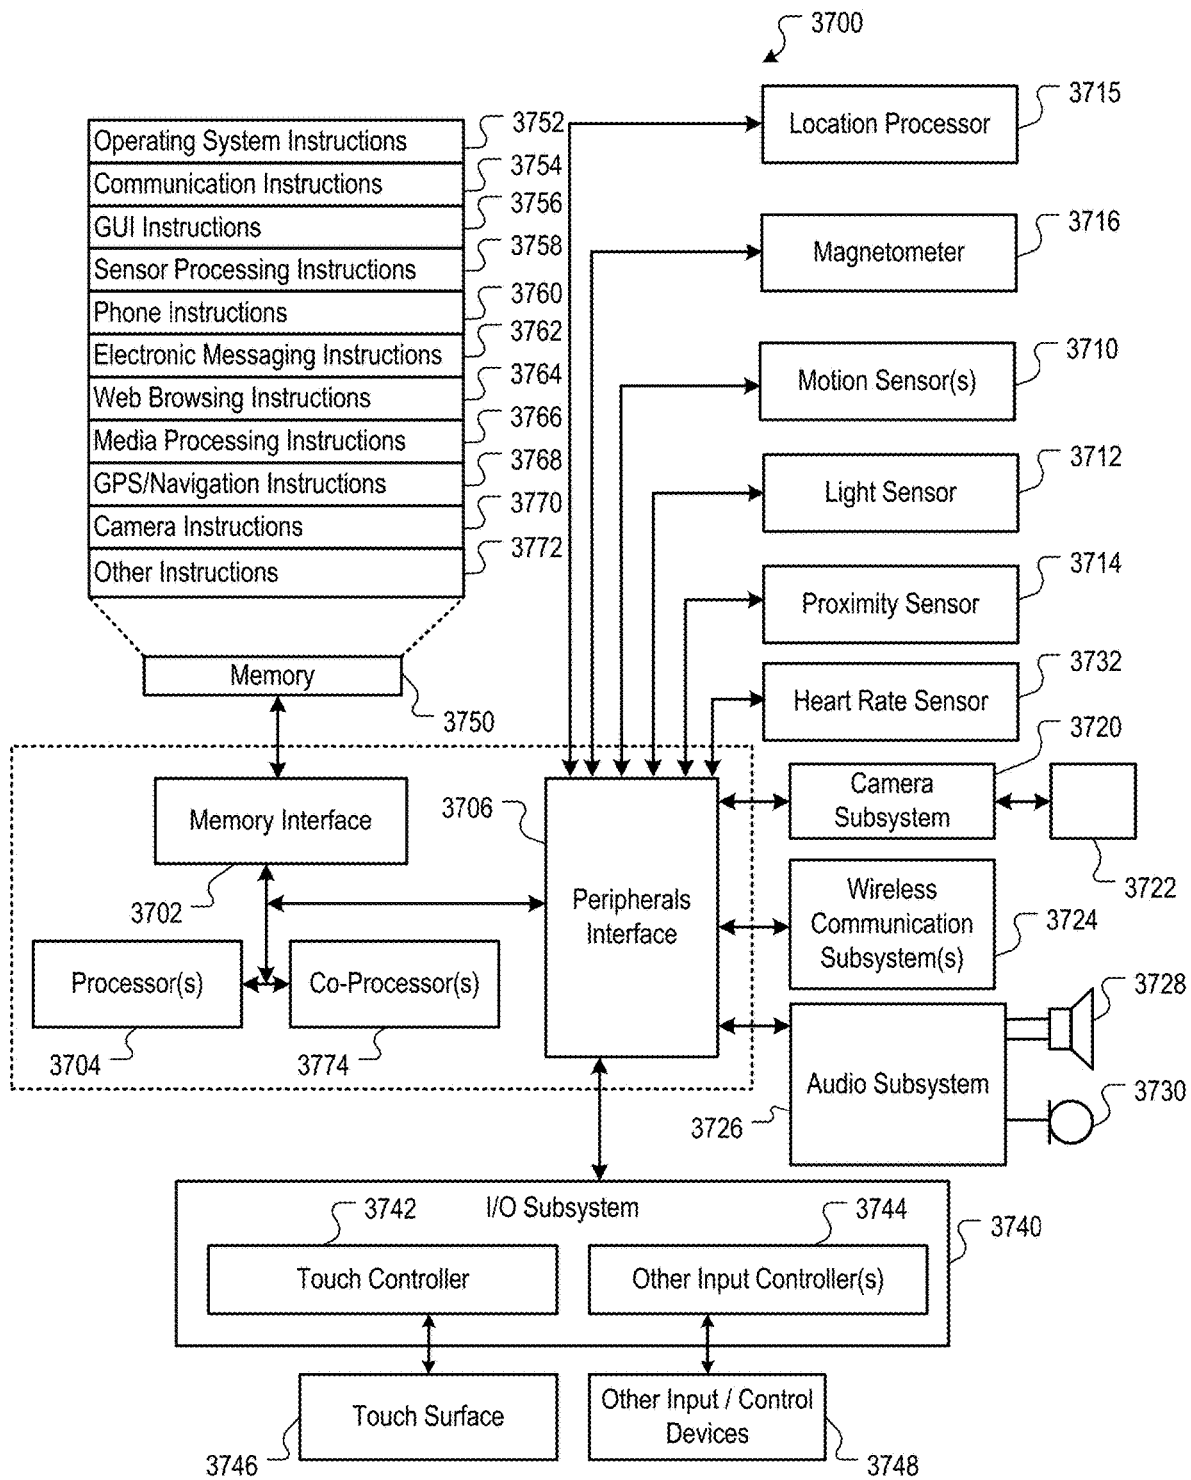 3700
Location Processor
3715
Operating System Instructions
3752
Communication Instructions
3754
GUI Instructions
3756
Sensor Processing Instructions
3758
Phone Instructions
3760
Electronic Messaging Instructions
3762
Web Browsing Instructions
3764
Media Processing Instructions
3766
GPS/Navigation Instructions
3768
Camera Instructions
3770
Other Instructions
3772
Magnetometer
3716
Motion Sensor(s)
3710
Light Sensor
3712
Proximity Sensor
3714
Heart Rate Sensor
3732
Memory
3750
Memory Interface
3702
Processor(s)
3704
Co-Processor(s)
3774
3706
Peripherals
Interface
Camera
Subsystem
3720
3722
Wireless
Communication
Subsystem(s)
3724
Audio Subsystem
3726
3728
3730
I/O Subsystem
3740
3742
Touch Controller
3744
Other Input Controller(s)
Touch Surface
3746
Other Input / Control
Devices
3748